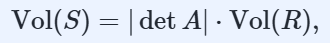 Vol(S) = | det A| · Vol(R),